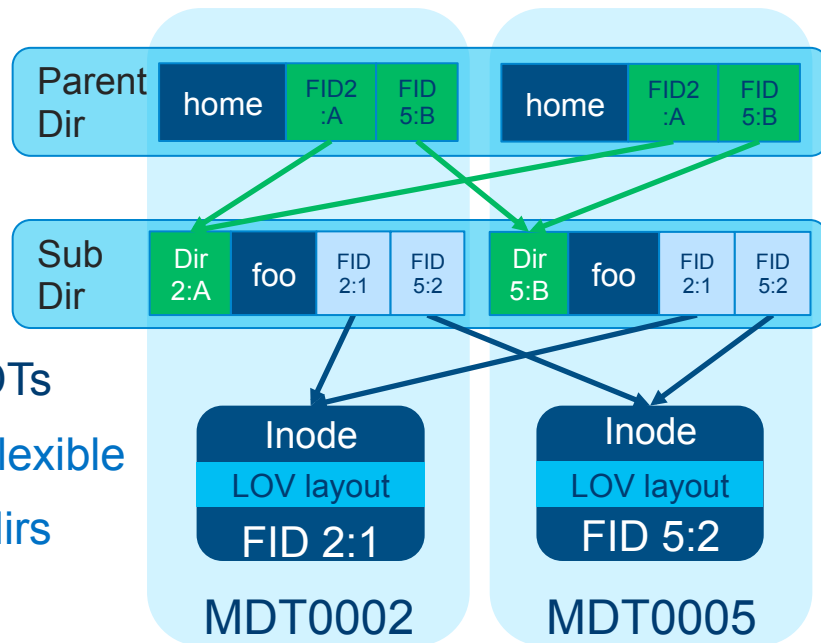 Parent
Dir
home
FID2
:A
FID
5:B
home
FID2
:A
FID
5:B
Sub
Dir
Dir
2:A
foo
FID
2:1
FID
5:2
Dir
5:B
foo
FID
2:1
FID
5:2
Inode
LOV layout
FID 2:1
Inode
LOV layout
FID 5:2
MDT0002
MDT0005